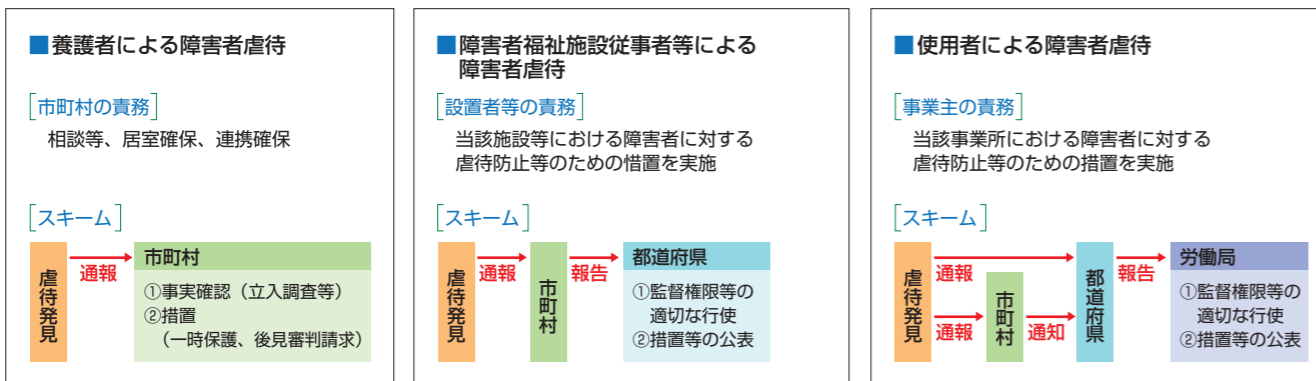 ■養護者による障害者虐待
[市町村の責務]
相談等、居室確保、連携確保
[スキーム]
虐待発見
通報
市町村
①事実確認（立入調査等）
②措置
（一時保護、後見審判請求）
■障害者福祉施設従事者等による
障害者虐待
[設置者等の責務]
当該施設等における障害者に対する
虐待防止等のための惜置を実施
[スキーム]
虐待発見
通報
市町村
報告
都道府県
①監督権限等の
適切な行使
②措置等の公表
■使用者による障害者虐待
[事業主の責務]
当該事業所における障害者に対する
虐待防止等のための措置を実施
[スキーム]
虐待発見
通報
通報
市町村
通知
都道府県
報告
労働局
①監督権限等の
適切な行使
②措置等の公表